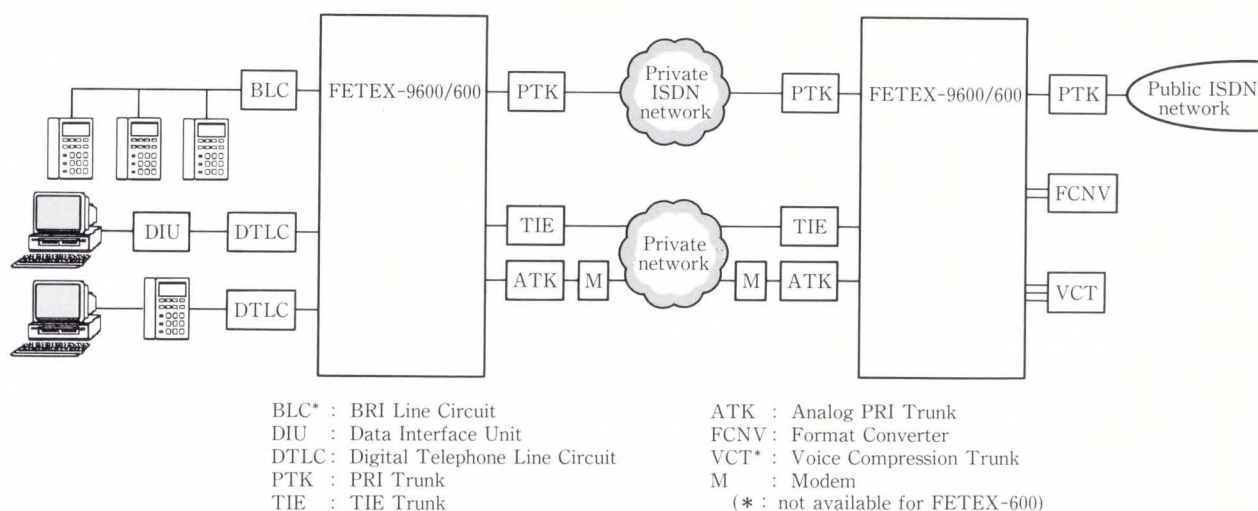 BLC
FETEX-9600/600
PTK
Private
ISDN
network
PTK
FETEX-9600/600
PTK
Public ISDN
network
FCNV
DIU
DTLC
TIE
Private
network
TIE
ATK
M
M
ATK
VCT
DTLC
BLC* : BRI Line Circuit
DIU : Data Interface Unit
DTLC : Digital Telephone Line Circuit
PTK : PRI Trunk
TIE : TIE Trunk
ATK : Analog PRI Trunk
FCNV : Format Converter
VCT* : Voice Compression Trunk
M : Modem
(* : not available for FETEX-600)